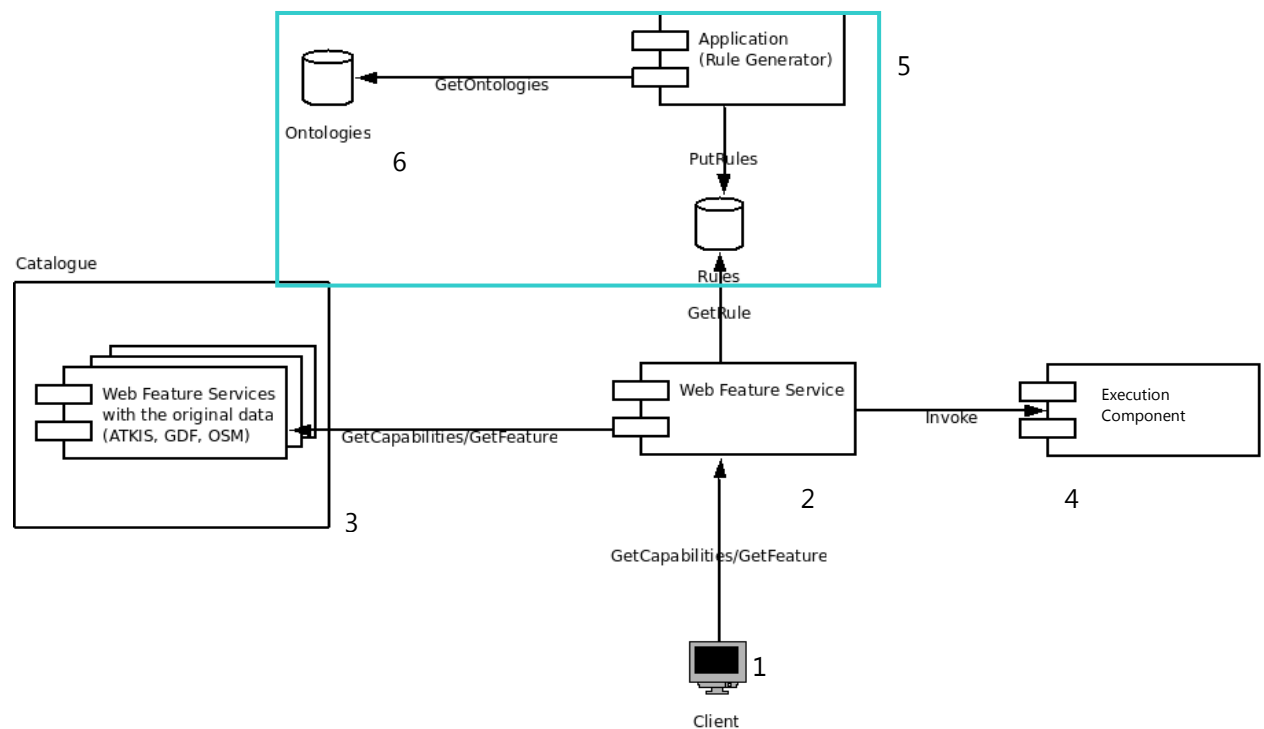 Application
(Rule Generator)
5
GetOntologies
Ontologies
6
PutRules
Rules
Catalogue
GetRule
Web Feature Services
with the original data
(ATKIS, GDF, OSM)
GetCapabilities/GetFeature
Web Feature Service
Invoke
Execution
Component
3
2
4
GetCapabilities/GetFeature
1
Client